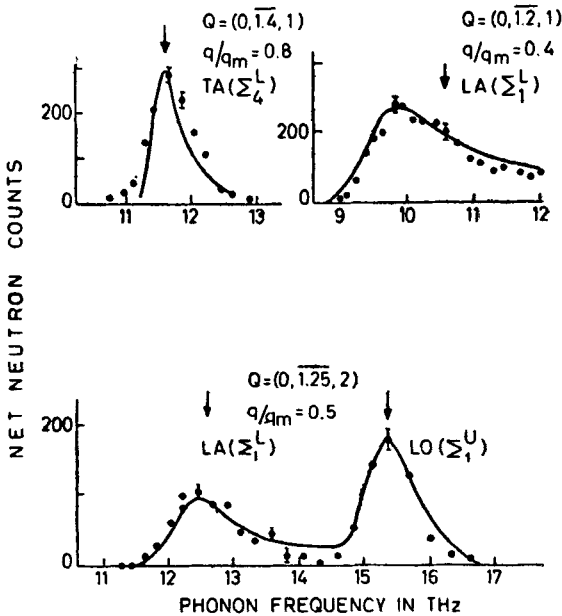 Q=(0,1̅.̅4̅,1)
q/qₘ=0.8
TA(Σ₄ᴸ)
200
0
11
12
13
Q=(0,1̅.̅2̅,1)
q/qₘ=0.4
LA(Σ₁ᴸ)
200
0
9
10
11
12
NET NEUTRON COUNTS
Q=(0,1̅.̅2̅5̅,2)
q/qₘ=0.5
LA(Σ₁ᴸ)
LO(Σ₁ᵁ)
200
0
11
12
13
14
15
16
17
PHONON FREQUENCY IN THz